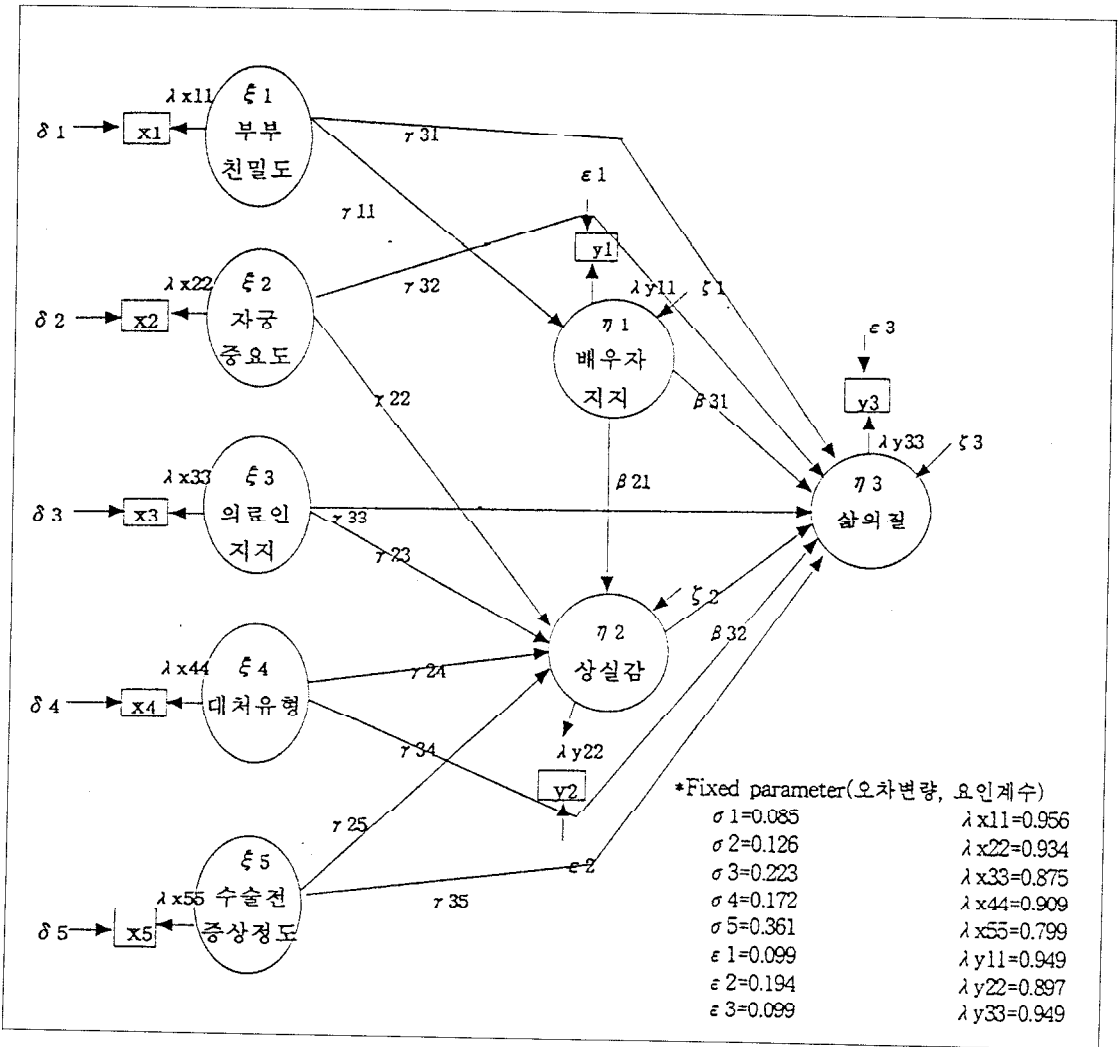 λx11
ξ1
부부
친밀도
δ1
x1
γ31
γ11
ε1
y1
λy11
ζ1
λx22
ξ2
자궁
중요도
δ2
x2
γ32
γ22
η1
배우자
지지
β31
β21
ε3
y3
λy33
ζ3
η3
삶의질
λx33
ξ3
의료인
지지
δ3
x3
γ33
γ23
ζ2
η2
상실감
β32
λx44
ξ4
대처유형
δ4
x4
γ24
γ34
λy22
y2
ε2
γ25
ξ5
λx55
수술전
증상정도
δ5
x5
γ35
*Fixed parameter(오차변량, 요인계수)
σ1=0.085 λx11=0.956
σ2=0.126 λx22=0.934
σ3=0.223 λx33=0.875
σ4=0.172 λx44=0.909
σ5=0.361 λx55=0.799
ε1=0.099 λy11=0.949
ε2=0.194 λy22=0.897
ε3=0.099 λy33=0.949